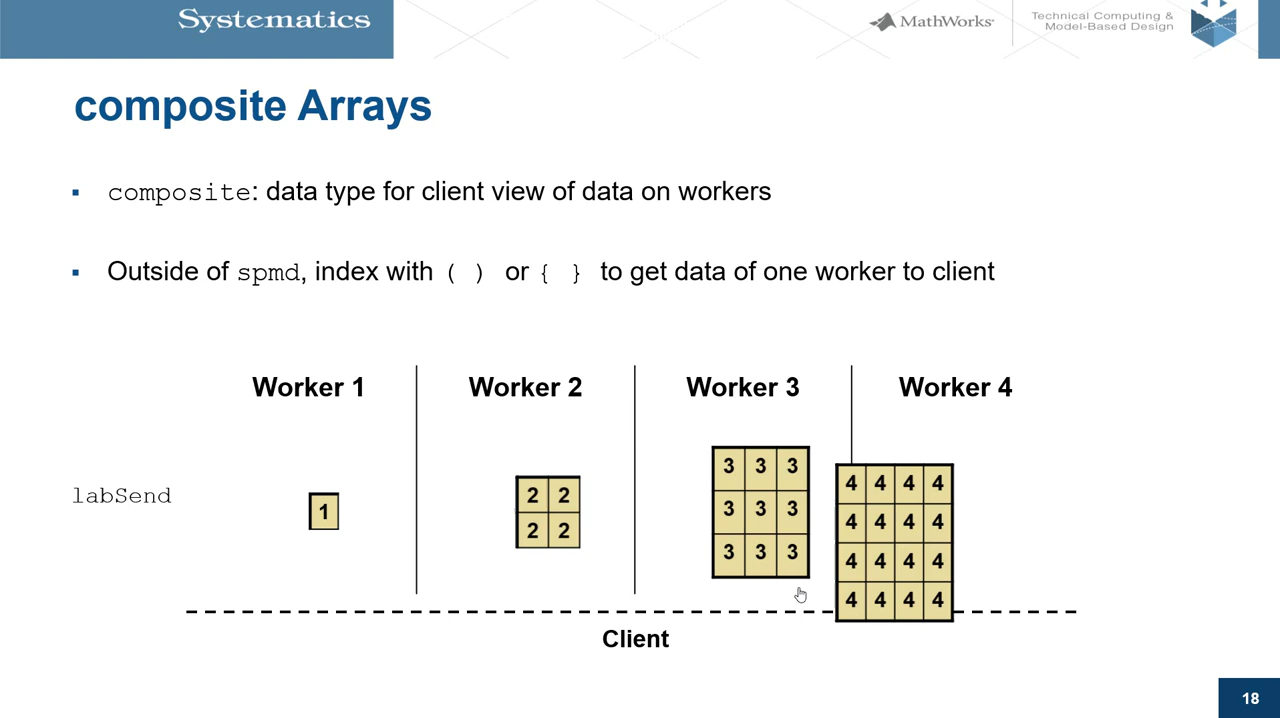 Systematics
MathWorks®
Technical Computing &
Model-Based Design
composite Arrays
▪ composite: data type for client view of data on workers
▪ Outside of spmd, index with ( ) or { } to get data of one worker to client
Worker 1 Worker 2 Worker 3 Worker 4
labSend
1
2 2
2 2
3 3 3
3 3 3
3 3 3
4 4 4 4
4 4 4 4
4 4 4 4
4 4 4 4
Client
18